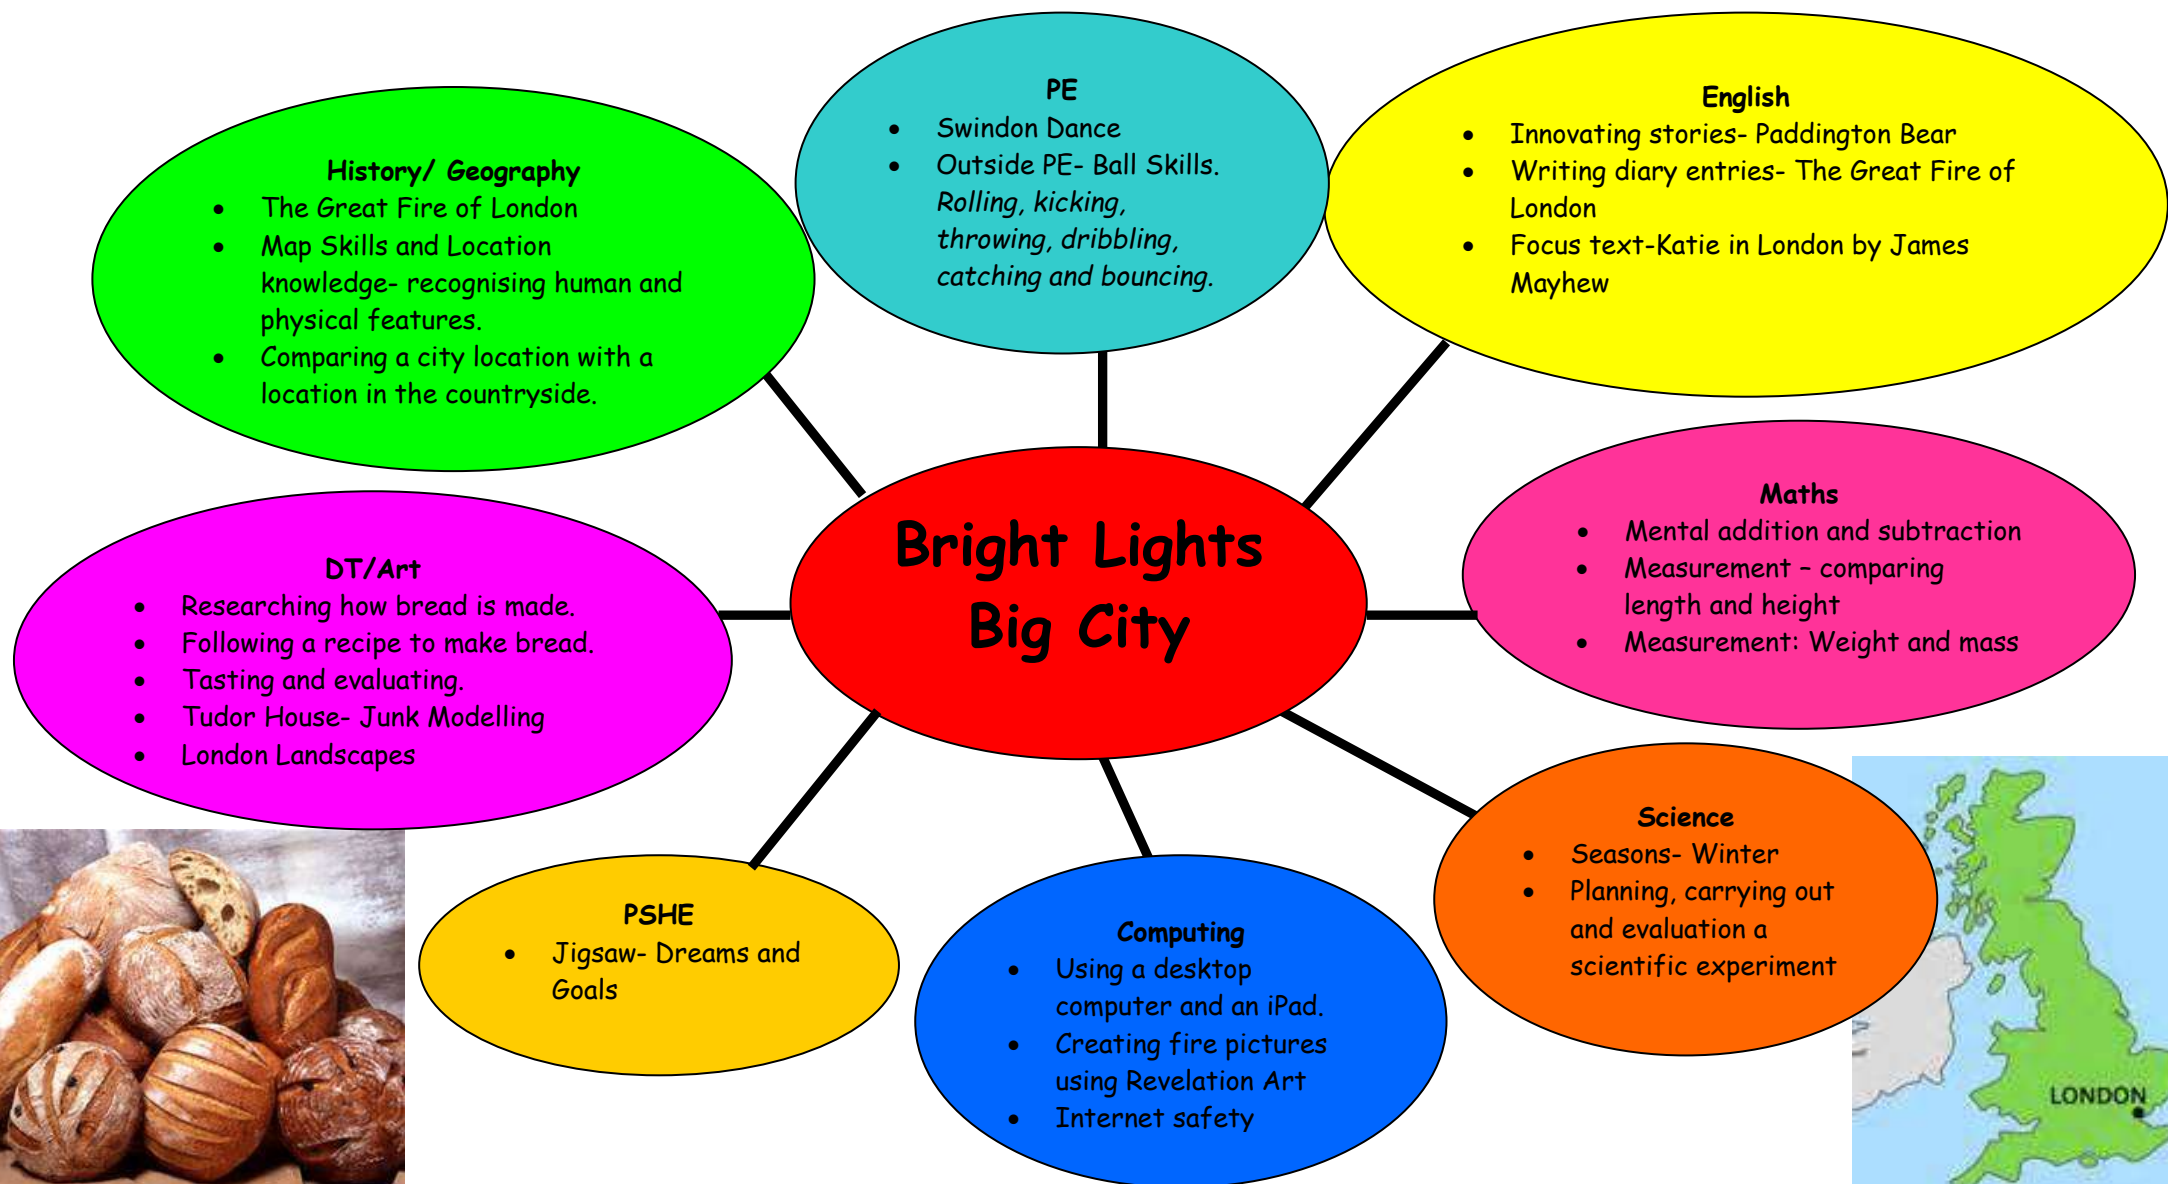 PE
• Swindon Dance
• Outside PE- Ball Skills.
Rolling, kicking,
throwing, dribbling,
catching and bouncing.
English
• Innovating stories- Paddington Bear
• Writing diary entries- The Great Fire of
London
• Focus text-Katie in London by James
Mayhew
History/ Geography
• The Great Fire of London
• Map Skills and Location
knowledge- recognising human and
physical features.
• Comparing a city location with a
location in the countryside.
Bright Lights
Big City
Maths
• Mental addition and subtraction
• Measurement – comparing
length and height
• Measurement: Weight and mass
DT/Art
• Researching how bread is made.
• Following a recipe to make bread.
• Tasting and evaluating.
• Tudor House- Junk Modelling
• London Landscapes
Science
• Seasons- Winter
• Planning, carrying out
and evaluation a
scientific experiment
PSHE
• Jigsaw- Dreams and
Goals
Computing
• Using a desktop
computer and an iPad.
• Creating fire pictures
using Revelation Art
• Internet safety
LONDON